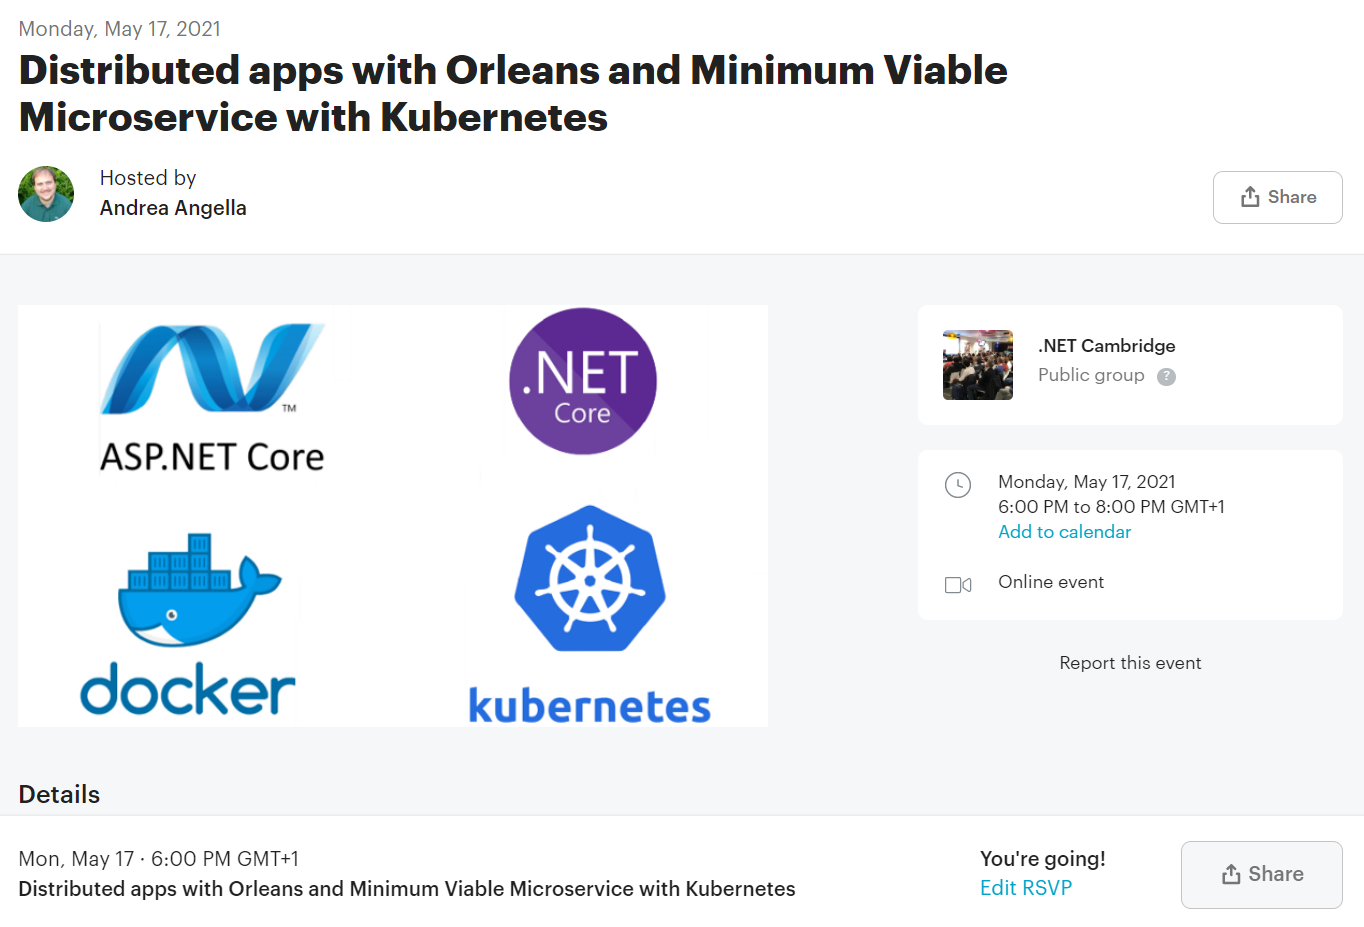 Monday, May 17, 2021
Distributed apps with Orleans and Minimum Viable
Microservice with Kubernetes
Hosted by
Andrea Angella
Share
ASP.NET Core
TM
.NET
Core
docker
kubernetes
.NET Cambridge
Public group ?
Monday, May 17, 2021
6:00 PM to 8:00 PM GMT+1
Add to calendar
Online event
Report this event
Details
Mon, May 17 · 6:00 PM GMT+1
Distributed apps with Orleans and Minimum Viable Microservice with Kubernetes
You're going!
Edit RSVP
Share